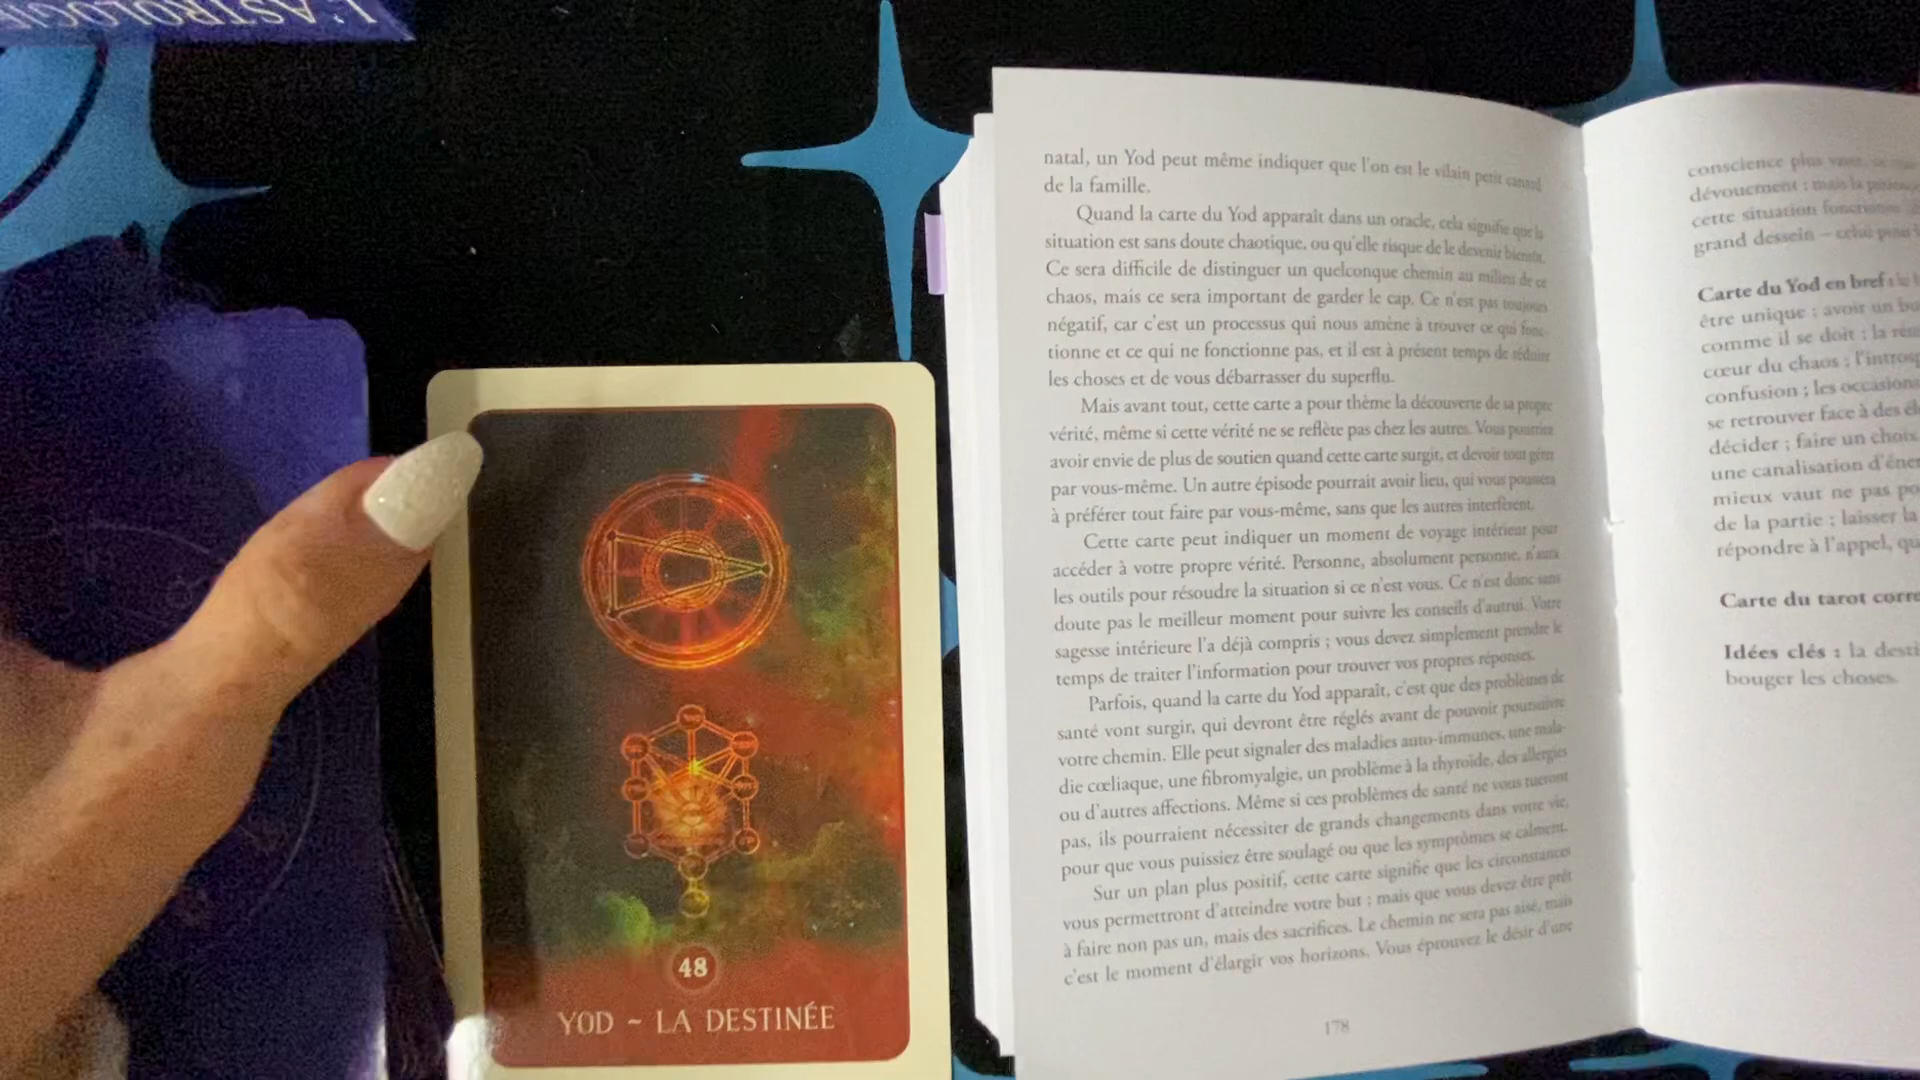 L'ASTROLOGIE
natal, un Yod peut même indiquer que l'on est le vilain petit canard
de la famille.
Quand la carte du Yod apparaît dans un oracle, cela signifie que la
situation est sans doute chaotique, ou qu'elle risque de le devenir bientôt.
Ce sera difficile de distinguer un quelconque chemin au milieu de ce
chaos, mais ce sera important de garder le cap. Ce n'est pas toujours
négatif, car c'est un processus qui nous amène à trouver ce qui fonc-
tionne et ce qui ne fonctionne pas, et il est à présent temps de réduire
les choses et de vous débarrasser du superflu.
Mais avant tout, cette carte a pour thème la découverte de sa propre
vérité, même si cette vérité ne se reflète pas chez les autres. Vous pourriez
avoir envie de plus de soutien quand cette carte surgit, et devoir tout gérer
par vous-même. Un autre épisode pourrait avoir lieu, qui vous poussera
à préférer tout faire par vous-même, sans que les autres interfèrent.
Cette carte peut indiquer un moment de voyage intérieur pour
accéder à votre propre vérité. Personne, absolument personne, n'aura
les outils pour résoudre la situation si ce n'est vous. Ce n'est donc sans
doute pas le meilleur moment pour suivre les conseils d'autrui. Votre
sagesse intérieure l'a déjà compris ; vous devez simplement prendre le
temps de traiter l'information pour trouver vos propres réponses.
Parfois, quand la carte du Yod apparaît, c'est que des problèmes de
santé vont surgir, qui devront être réglés avant de pouvoir poursuivre
votre chemin. Elle peut signaler des maladies auto-immunes, une mala-
die cœliaque, une fibromyalgie, un problème à la thyroïde, des allergies
ou d'autres affections. Même si ces problèmes de santé ne vous tueront
pas, ils pourraient nécessiter de grands changements dans votre vie,
pour que vous puissiez être soulagé ou que les symptômes se calment.
Sur un plan plus positif, cette carte signifie que les circonstances
vous permettront d'atteindre votre but ; mais que vous devez être prêt
à faire non pas un, mais des sacrifices. Le chemin ne sera pas aisé, mais
c'est le moment d'élargir vos horizons. Vous éprouvez le désir d'une
178
conscience plus
dévouement ; mais la
cette situation
grand dessein – celui
Carte du Yod en bref :
être unique ; avoir un
comme il se doit ; la
cœur du chaos ;
confusion ; les
se retrouver face à des
décider ; faire un choix
une canalisation
mieux vaut ne pas
de la partie ; laisser la
répondre à l'appel,
Carte du tarot
Idées clés : la
bouger les choses.
48
YOD ~ LA DESTINÉE